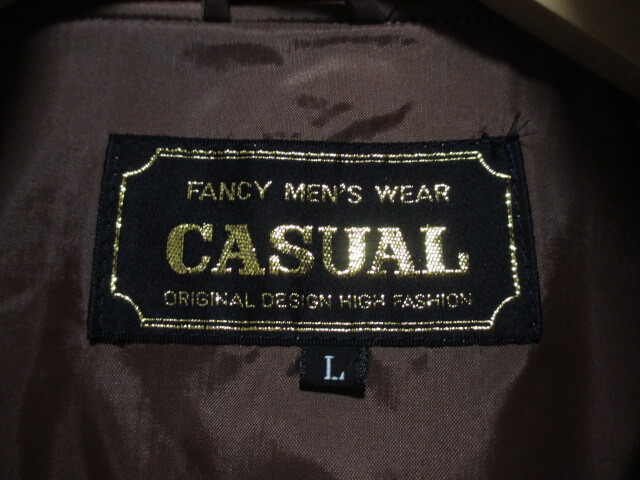 FANCY MEN'S WEAR
CASUAL
ORIGINAL DESIGN HIGH FASHION
L